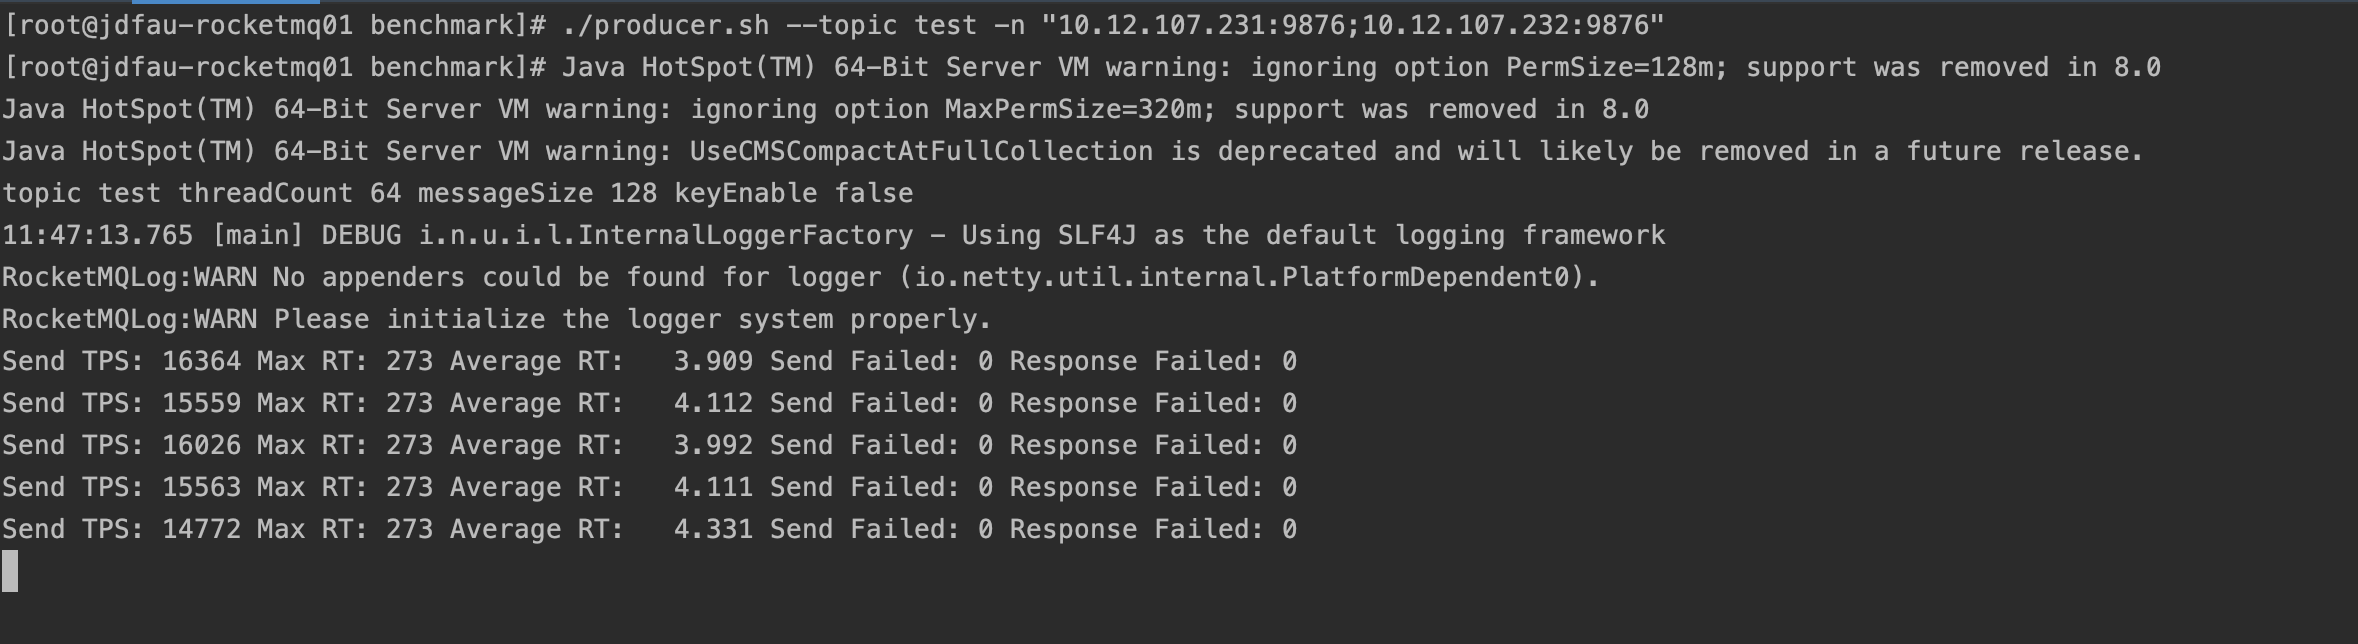 [root@jdfau-rocketmq01 benchmark]# ./producer.sh --topic test -n "10.12.107.231:9876;10.12.107.232:9876"
[root@jdfau-rocketmq01 benchmark]# Java HotSpot(TM) 64-Bit Server VM warning: ignoring option PermSize=128m; support was removed in 8.0
Java HotSpot(TM) 64-Bit Server VM warning: ignoring option MaxPermSize=320m; support was removed in 8.0
Java HotSpot(TM) 64-Bit Server VM warning: UseCMSCompactAtFullCollection is deprecated and will likely be removed in a future release.
topic test threadCount 64 messageSize 128 keyEnable false
11:47:13.765 [main] DEBUG i.n.u.i.l.InternalLoggerFactory - Using SLF4J as the default logging framework
RocketMQLog:WARN No appenders could be found for logger (io.netty.util.internal.PlatformDependent0).
RocketMQLog:WARN Please initialize the logger system properly.
Send TPS: 16364 Max RT: 273 Average RT:   3.909 Send Failed: 0 Response Failed: 0
Send TPS: 15559 Max RT: 273 Average RT:   4.112 Send Failed: 0 Response Failed: 0
Send TPS: 16026 Max RT: 273 Average RT:   3.992 Send Failed: 0 Response Failed: 0
Send TPS: 15563 Max RT: 273 Average RT:   4.111 Send Failed: 0 Response Failed: 0
Send TPS: 14772 Max RT: 273 Average RT:   4.331 Send Failed: 0 Response Failed: 0